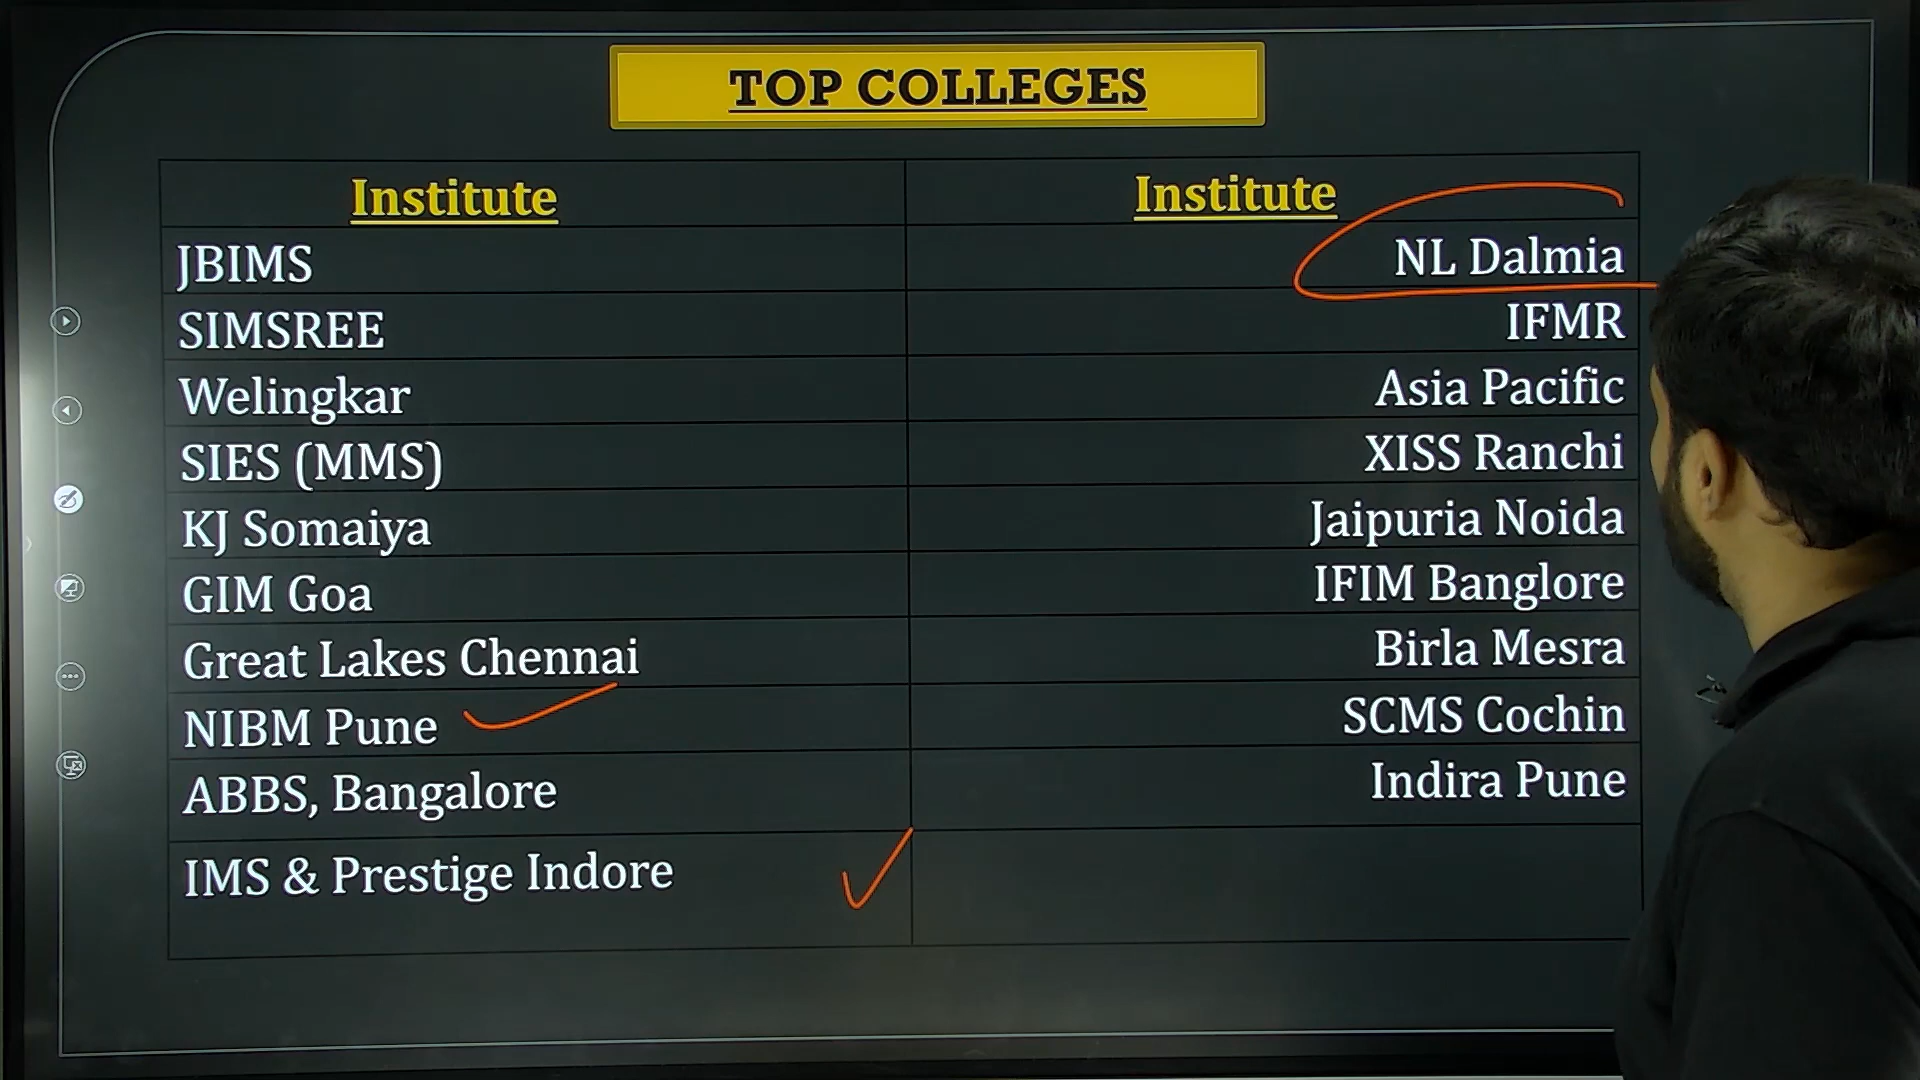 TOP COLLEGES
Institute
Institute
JBIMS
NL Dalmia
SIMSREE
IFMR
Welingkar
Asia Pacific
SIES (MMS)
XISS Ranchi
KJ Somaiya
Jaipuria Noida
GIM Goa
IFIM Banglore
Great Lakes Chennai
Birla Mesra
NIBM Pune
SCMS Cochin
ABBS, Bangalore
Indira Pune
IMS & Prestige Indore